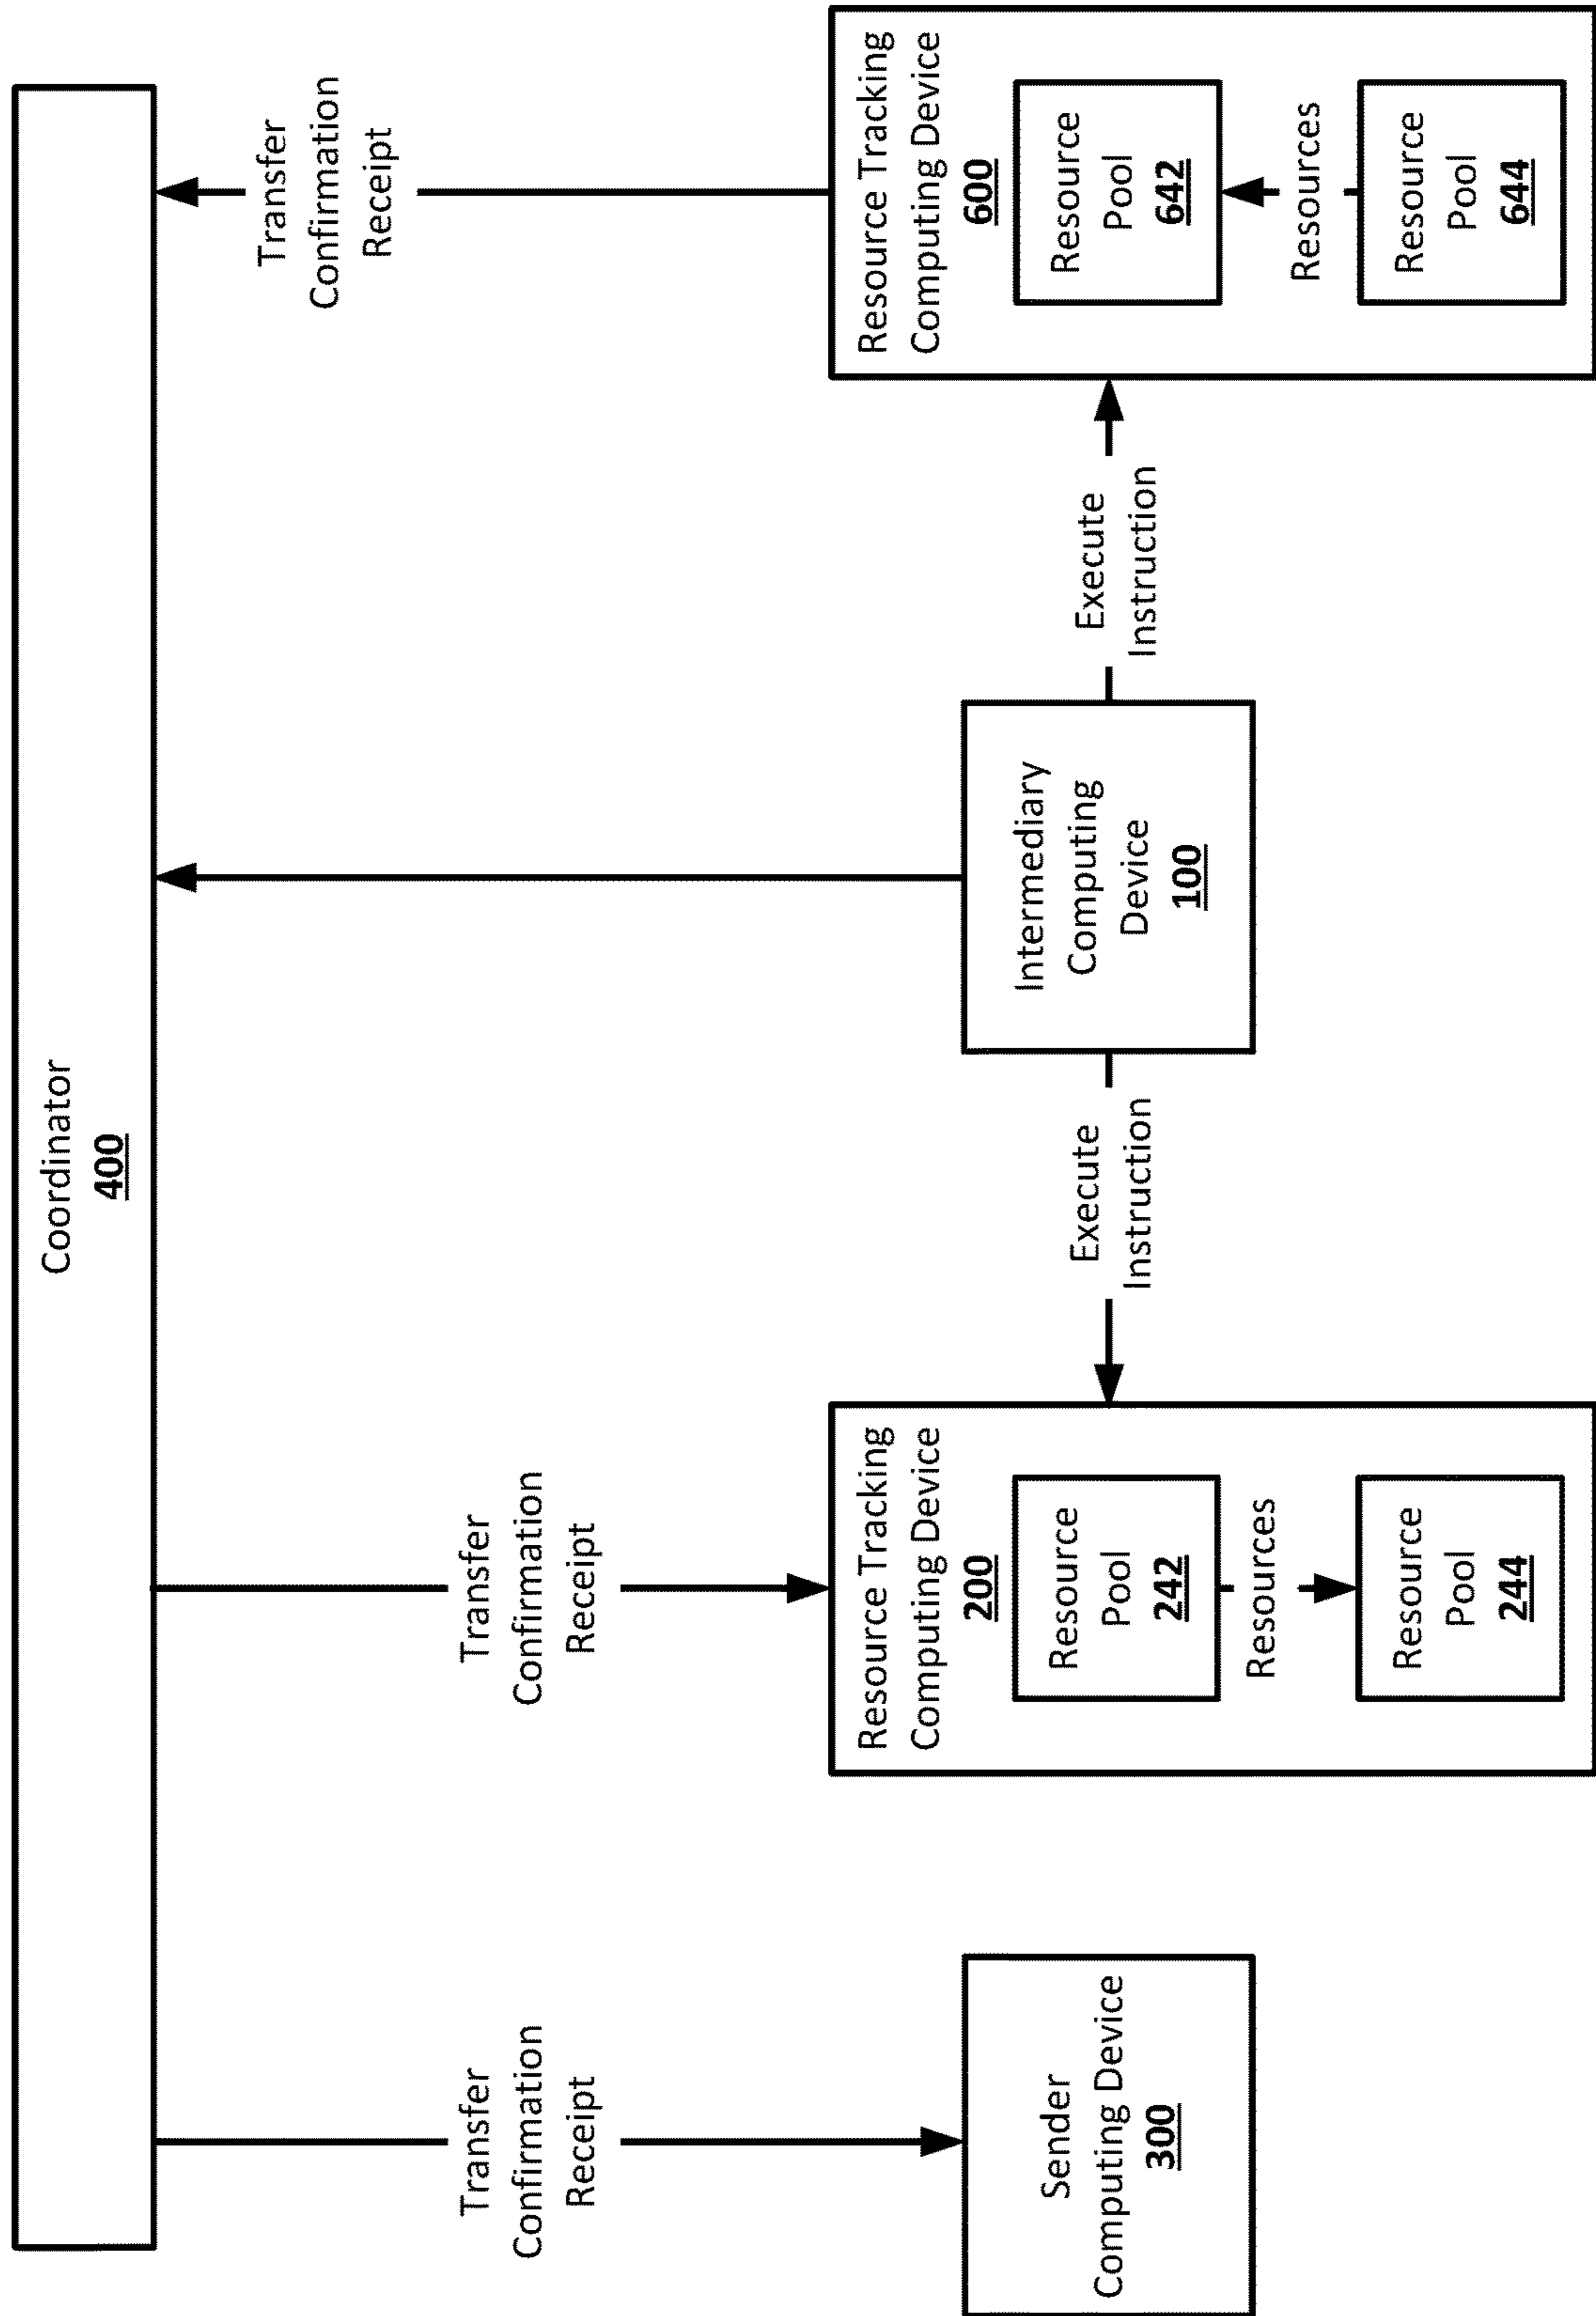 Coordinator
400
Transfer
Confirmation
Receipt
Transfer
Confirmation
Receipt
Transfer
Confirmation
Receipt
Sender
Computing Device
300
Resource Tracking
Computing Device
200
Resource
Pool
242
Resources
Resource
Pool
244
Execute
Instruction
Intermediary
Computing
Device
100
Execute
Instruction
Resource Tracking
Computing Device
600
Resource
Pool
642
Resources
Resource
Pool
644